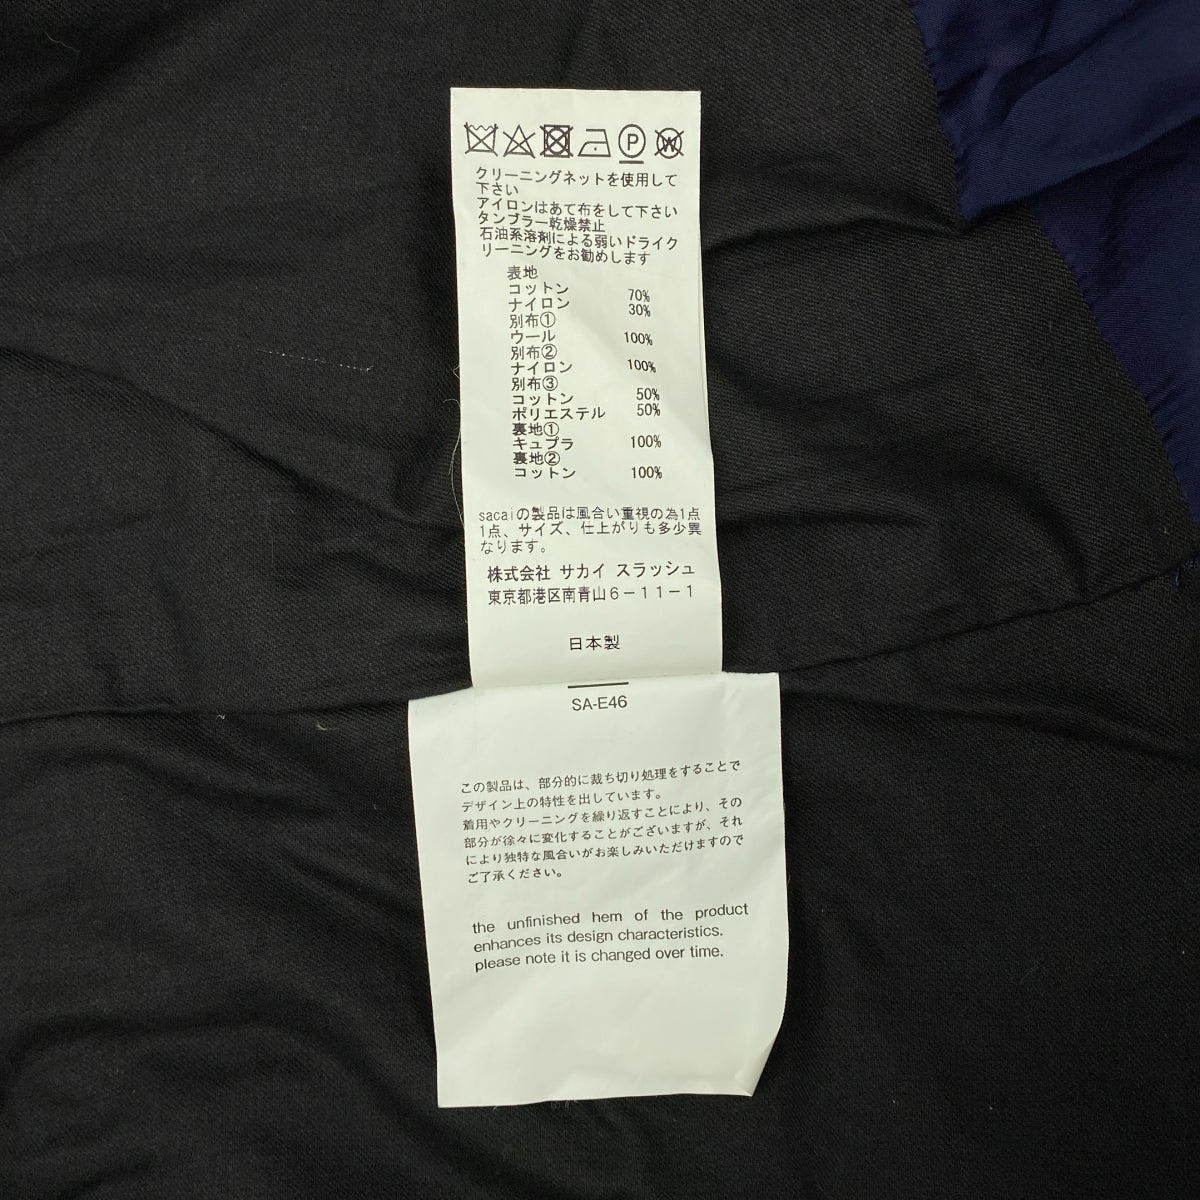 P
W
クリーニングネットを使用して
下さい
アイロンはあて布をして下さい
タンブラー乾燥禁止
石油系溶剤による弱いドライク
リーニングをお勧めします
表地
コットン 70%
ナイロン 30%
別布①
ウール 100%
別布②
ナイロン 100%
別布③
コットン 50%
ポリエステル 50%
裏地①
キュプラ 100%
裏地②
コットン 100%
sacaiの製品は風合い重視の為1点
1点、サイズ、仕上がりも多少異
なります。
株式会社 サカイ スラッシュ
東京都港区南青山6-11-1
日本製
SA-E46
この製品は、部分的に裁ち切り処理をすることで
デザイン上の特性を出しています。
着用やクリーニングを繰り返すことにより、その
部分が徐々に変化することがございますが、それ
により独特な風合いがお楽しみいただけますので
ご了承ください。
the unfinished hem of the product
enhances its design characteristics.
please note it is changed over time.